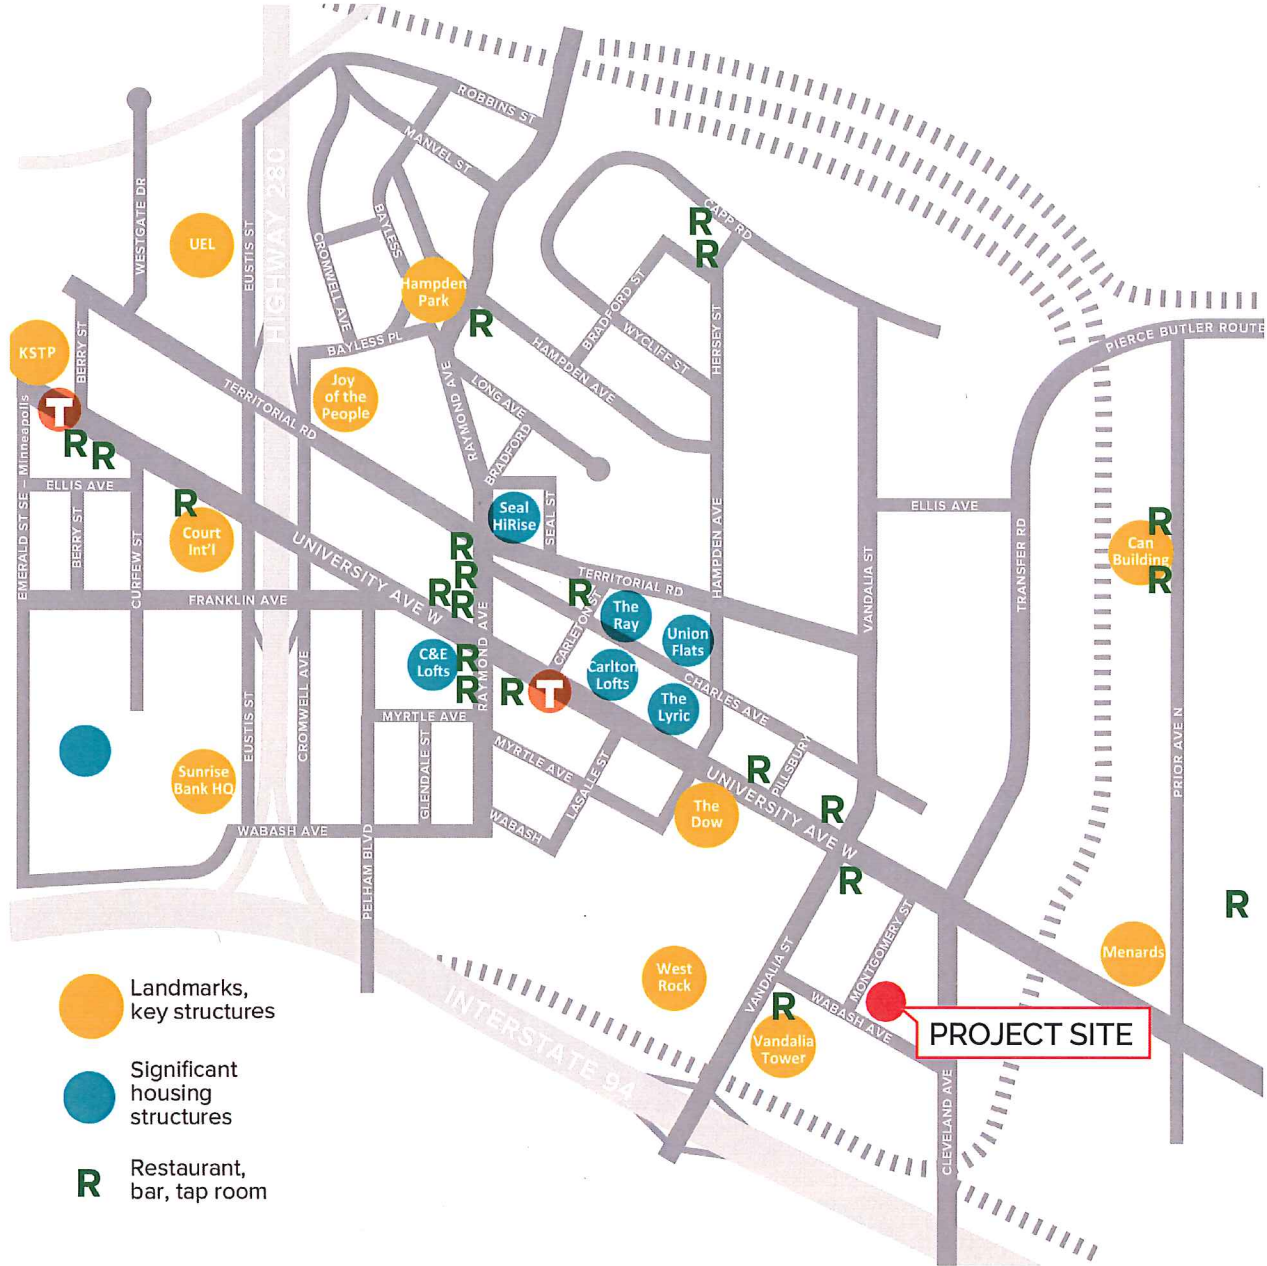 ROBBINS ST
MANVEL ST
WESTGATE DR
HIGHWAY 280
EUSTIS ST
UEL
CROMWELL AVE
BAYLESS
CAPP RD
R
R
Hampden
Park
R
BRADFORD ST
WYCLIFF ST
HERSEY ST
PIERCE BUTLER ROUTE
KSTP
BERRY ST
BAYLESS PL
HAMPDEN AVE
Joy
of the
People
TERRITORIAL RD
RAYMOND AVE
LONG AVE
BRADFORD
T
R
R
EMERALD ST SE – Minneapolis
ELLIS AVE
BERRY ST
CURFEW ST
R
Court
Int'l
Seal
HiRise
SEAL ST
HAMPDEN AVE
ELLIS AVE
VANDALIA ST
TRANSFER RD
R
Can
Building
R
UNIVERSITY AVE W
FRANKLIN AVE
R
R
R
R
TERRITORIAL RD
R
CARLETON ST
The
Ray
Union
Flats
C&E
Lofts
R
R
RAYMOND AVE
R
T
Carlton
Lofts
The
Lyric
CHARLES AVE
MYRTLE AVE
EUSTIS ST
CROMWELL AVE
GLENDALE ST
MYRTLE AVE
LASALLE ST
Sunrise
Bank HQ
WABASH AVE
WABASH
PELHAM BLVD
R
PILLSBURY
UNIVERSITY AVE W
The
Dow
R
R
PRIOR AVE N
R
MONTGOMERY ST
Menards
VANDALIA ST
West
Rock
R
WABASH AVE
Vandalia
Tower
PROJECT SITE
INTERSTATE 94
CLEVELAND AVE
Landmarks,
key structures
Significant
housing
structures
R
Restaurant,
bar, tap room